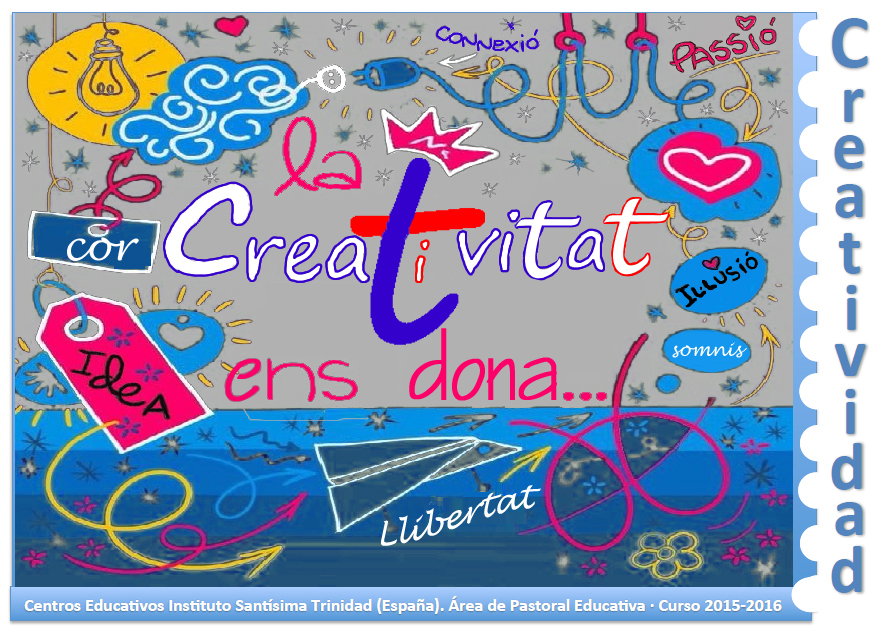 CONNEXIÓ
PASSIÓ
la
cor
Creativitat
IL·LUSIÓ
somnis
IdeA
ens dona...
Llibertat
Creatividad
Centros Educativos Instituto Santísima Trinidad (España). Área de Pastoral Educativa · Curso 2015-2016